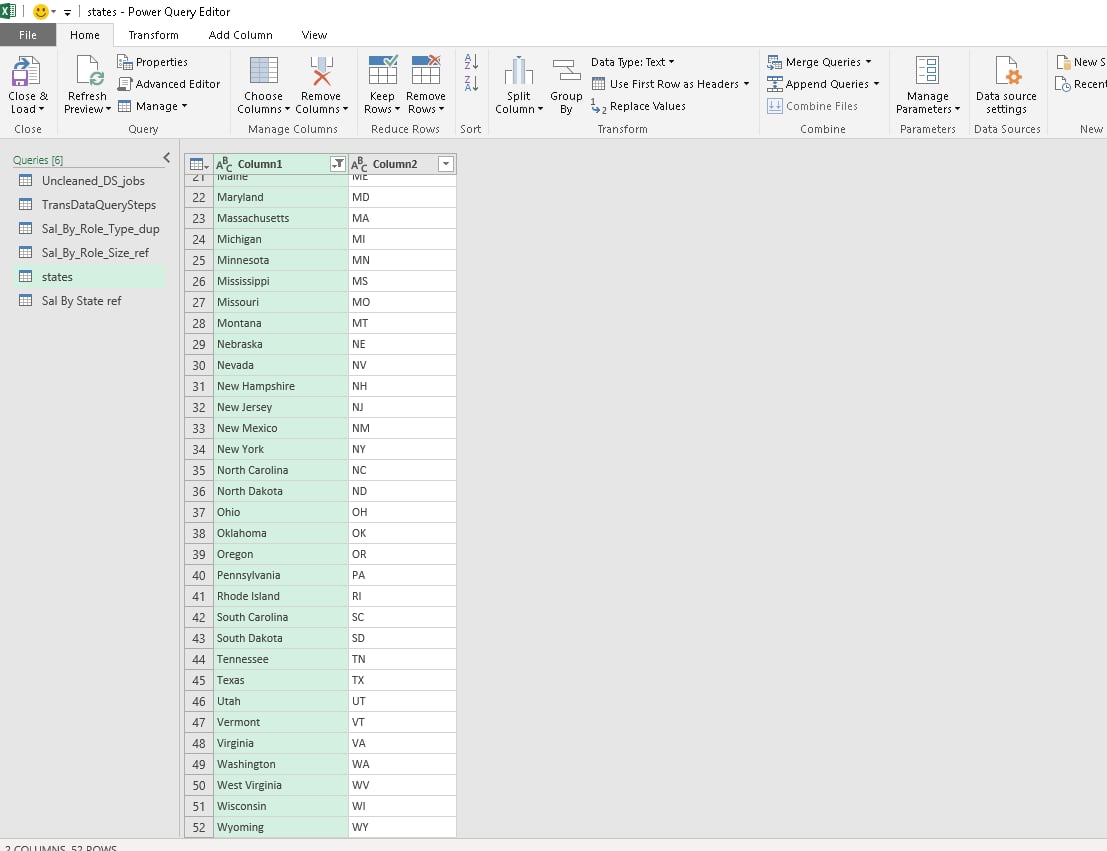 states - Power Query Editor
File Home Transform Add Column View
Close & Load
Refresh Preview
Properties
Advanced Editor
Manage
Choose Columns
Remove Columns
Keep Rows
Remove Rows
Split Column
Group By
Data Type: Text
Use First Row as Headers
Replace Values
Merge Queries
Append Queries
Combine Files
Manage Parameters
Data source settings
New S
Recent
Close Query Manage Columns Reduce Rows Sort Transform Combine Parameters Data Sources New
Queries [6]
Uncleaned_DS_jobs
TransDataQuerySteps
Sal_By_Role_Type_dup
Sal_By_Role_Size_ref
states
Sal By State ref
Column1 Column2
21 Maine ME
22 Maryland MD
23 Massachusetts MA
24 Michigan MI
25 Minnesota MN
26 Mississippi MS
27 Missouri MO
28 Montana MT
29 Nebraska NE
30 Nevada NV
31 New Hampshire NH
32 New Jersey NJ
33 New Mexico NM
34 New York NY
35 North Carolina NC
36 North Dakota ND
37 Ohio OH
38 Oklahoma OK
39 Oregon OR
40 Pennsylvania PA
41 Rhode Island RI
42 South Carolina SC
43 South Dakota SD
44 Tennessee TN
45 Texas TX
46 Utah UT
47 Vermont VT
48 Virginia VA
49 Washington WA
50 West Virginia WV
51 Wisconsin WI
52 Wyoming WY
2 COLUMNS, 52 ROWS